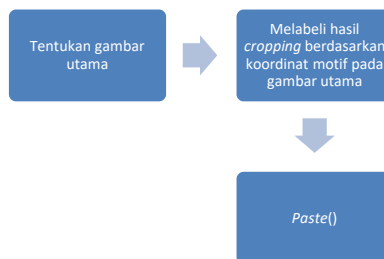 Tentukan gambar
utama
Melabeli hasil
cropping berdasarkan
koordinat motif pada
gambar utama
Paste()